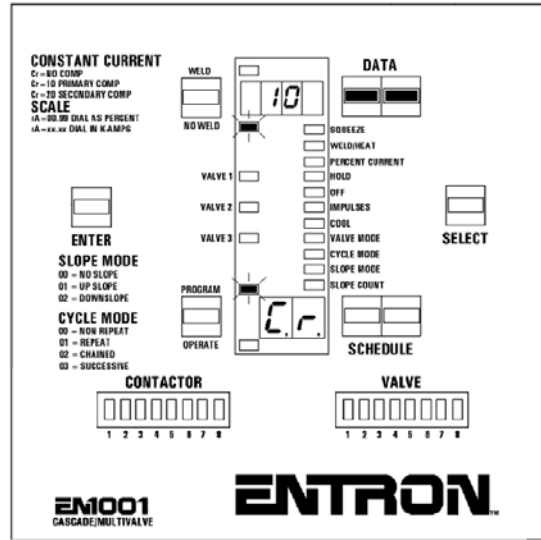 CONSTANT CURRENT
Cr = NO COMP
Cr = 10 PRIMARY COMP
Cr = 20 SECONDARY COMP
SCALE
rA = 99.99 DIAL AS PERCENT
rA = xx.xx DIAL IN K-AMPS
WELD
NO WELD
10
DATA
SQUEEZE
WELD/HEAT
PERCENT CURRENT
HOLD
OFF
IMPULSES
COOL
VALVE MODE
CYCLE MODE
SLOPE MODE
SLOPE COUNT
VALVE 1
VALVE 2
VALVE 3
ENTER
SELECT
SLOPE MODE
00 = NO SLOPE
01 = UP SLOPE
02 = DOWNSLOPE
CYCLE MODE
00 = NON REPEAT
01 = REPEAT
02 = CHAINED
03 = SUCCESSIVE
PROGRAM
OPERATE
C.r.
SCHEDULE
CONTACTOR
1 2 3 4 5 6 7 8
VALVE
1 2 3 4 5 6 7 8
EN1001
CASCADE/MULTIVALVE
ENTRON™